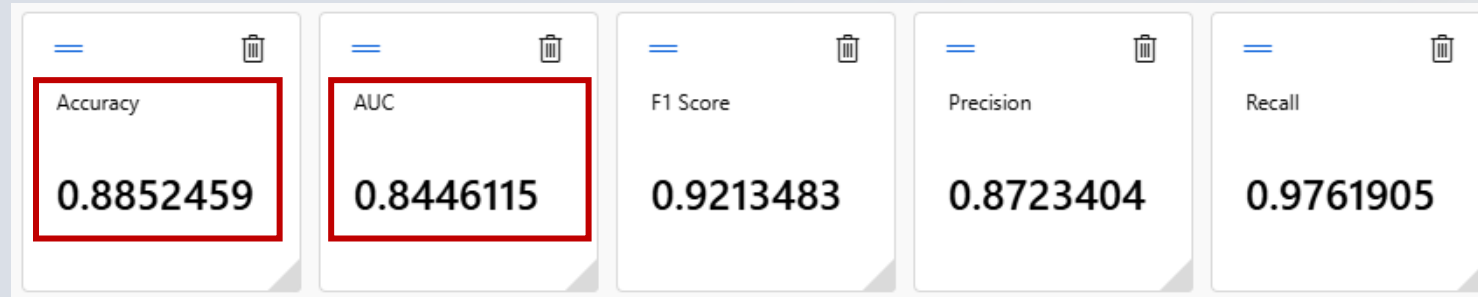 Accuracy
0.8852459
AUC
0.8446115
F1 Score
0.9213483
Precision
0.8723404
Recall
0.9761905